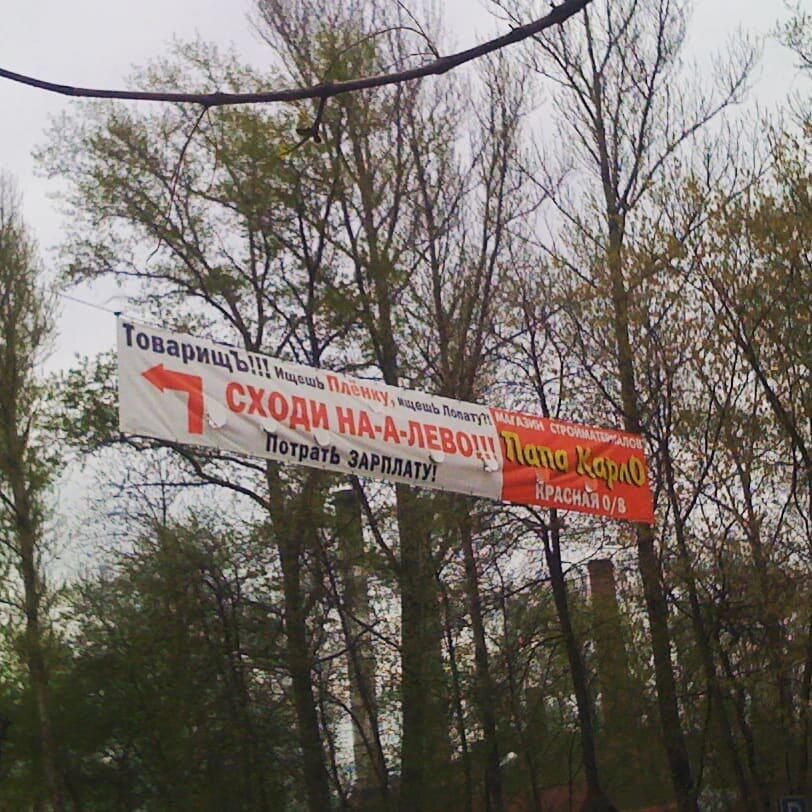 ТоварищЪ!!! Ищешь Плёнку, ищешь Лопату?!
СХОДИ НА-А-ЛЕВО!!!
ПотратЬ ЗАРПЛАТУ!
МАГАЗИН СТРОЙМАТЕРИАЛОВ
Папа КарлО
КРАСНАЯ 0/8